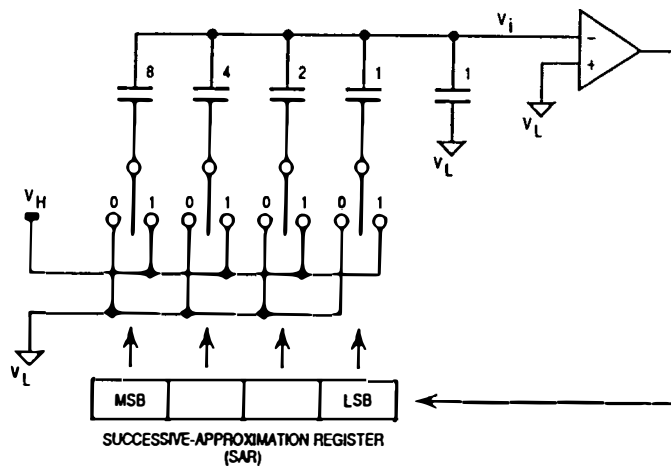 V_i
8 4 2 1 1
-
+
V_L
V_L
V_H
0 1 0 1 0 1 0 1
V_L
MSB LSB
SUCCESSIVE-APPROXIMATION REGISTER
(SAR)